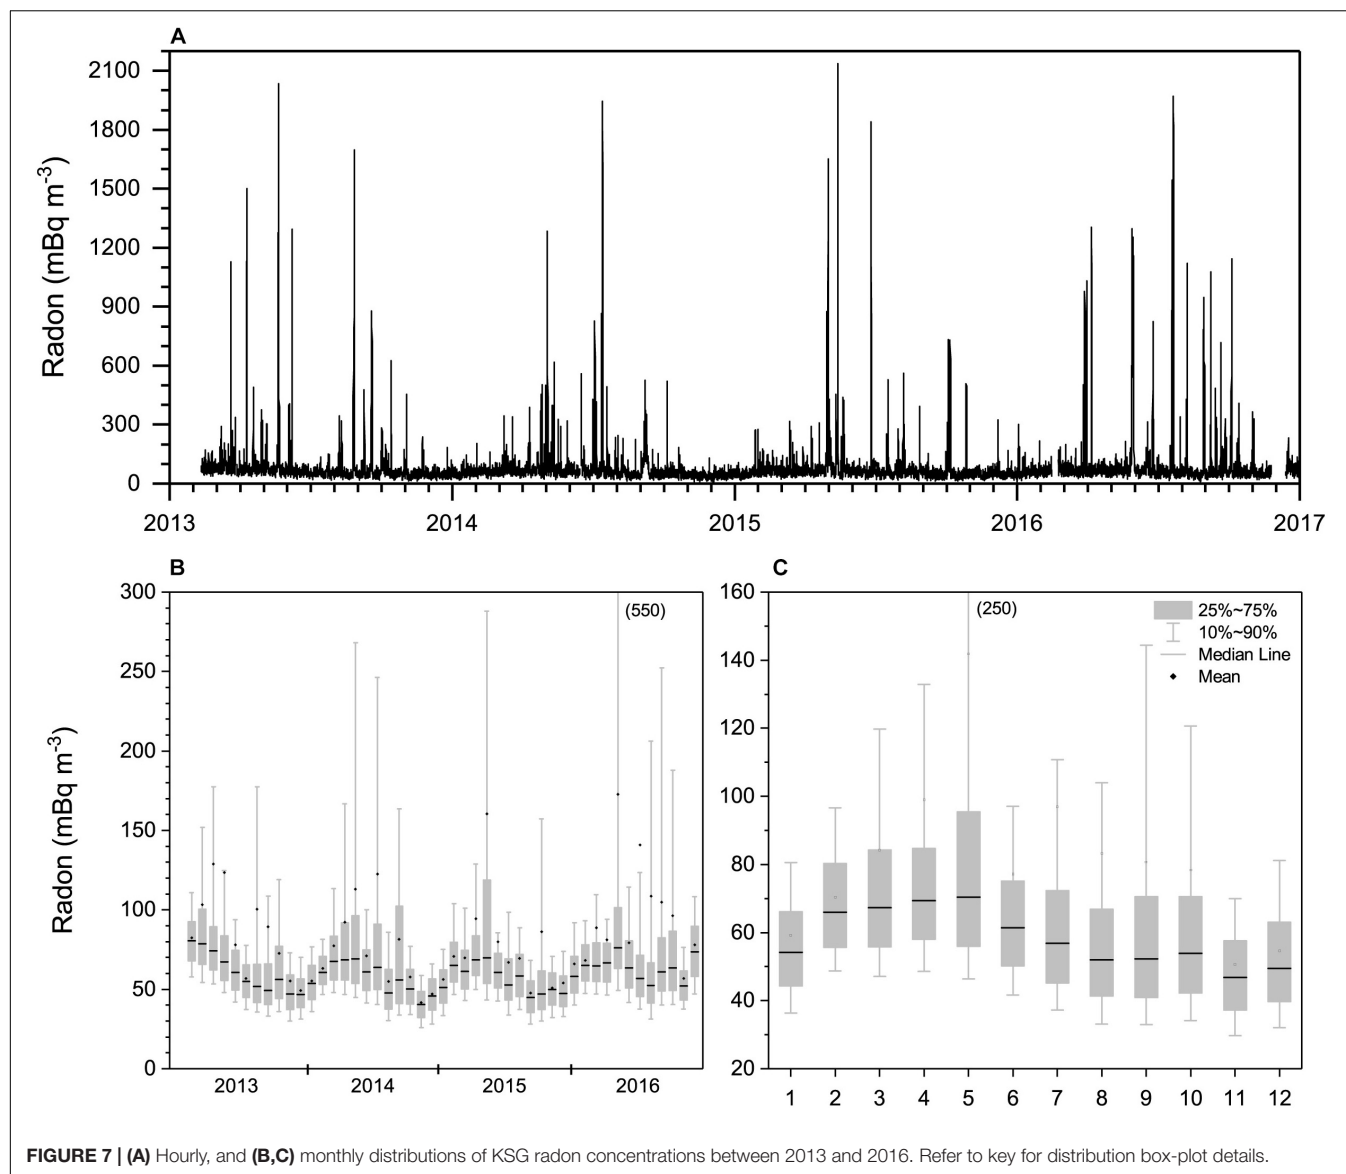 A
2100
1800
1500
1200
900
600
300
0
Radon (mBq m-3)
2013 2014 2015 2016 2017
B
300
250
200
150
100
50
0
Radon (mBq m-3)
(550)
2013 2014 2015 2016
C
160
140
120
100
80
60
40
20
(250)
25%~75%
10%~90%
Median Line
Mean
1 2 3 4 5 6 7 8 9 10 11 12
FIGURE 7 | (A) Hourly, and (B,C) monthly distributions of KSG radon concentrations between 2013 and 2016. Refer to key for distribution box-plot details.